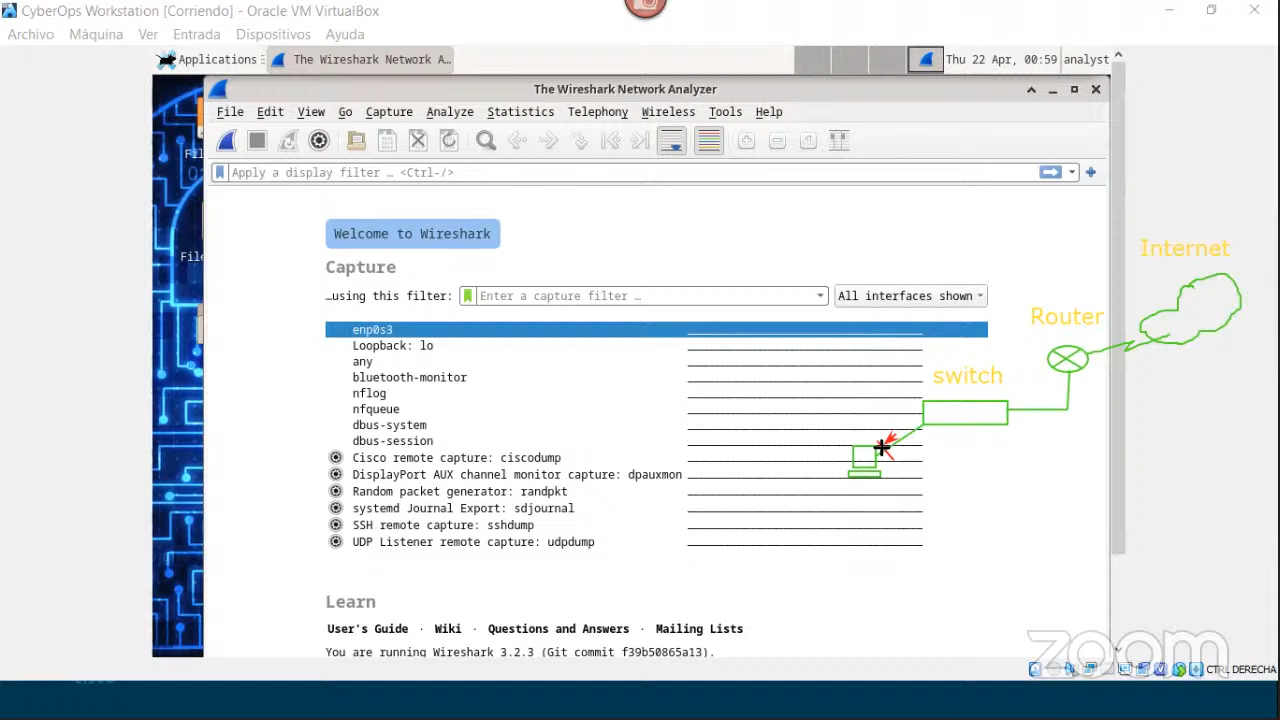 CyberOps Workstation [Corriendo] - Oracle VM VirtualBox
Archivo Máquina Ver Entrada Dispositivos Ayuda
Applications The Wireshark Network A… Thu 22 Apr, 00:59 analyst
The Wireshark Network Analyzer
File Edit View Go Capture Analyze Statistics Telephony Wireless Tools Help
Apply a display filter … <Ctrl-/>
Welcome to Wireshark
Capture
…using this filter: Enter a capture filter … All interfaces shown
enp0s3
Loopback: lo
any
bluetooth-monitor
nflog
nfqueue
dbus-system
dbus-session
Cisco remote capture: ciscodump
DisplayPort AUX channel monitor capture: dpauxmon
Random packet generator: randpkt
systemd Journal Export: sdjournal
SSH remote capture: sshdump
UDP Listener remote capture: udpdump
Learn
User's Guide · Wiki · Questions and Answers · Mailing Lists
You are running Wireshark 3.2.3 (Git commit f39b50865a13).
Internet
Router
switch
zoom
CTRL DERECHA